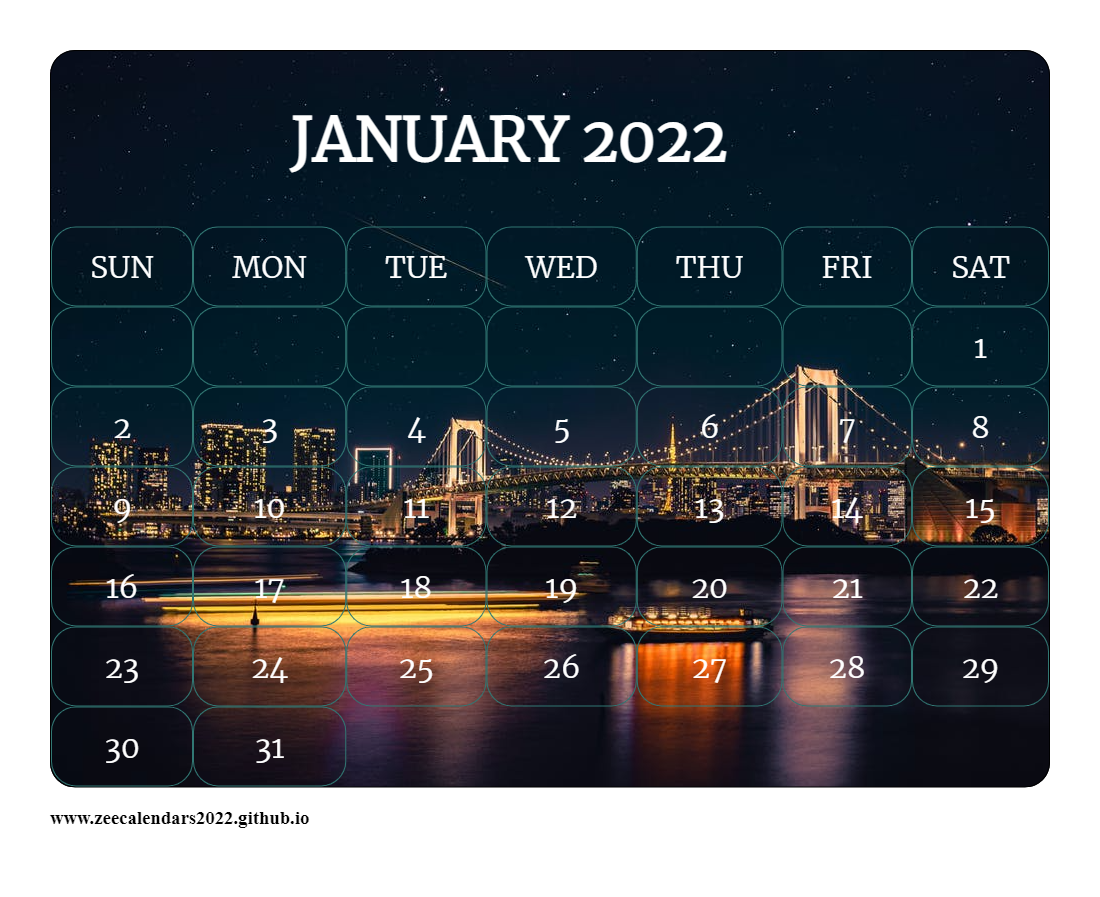 JANUARY 2022
SUN MON TUE WED THU FRI SAT
1
2 3 4 5 6 7 8
9 10 11 12 13 14 15
16 17 18 19 20 21 22
23 24 25 26 27 28 29
30 31
www.zeecalendars2022.github.io